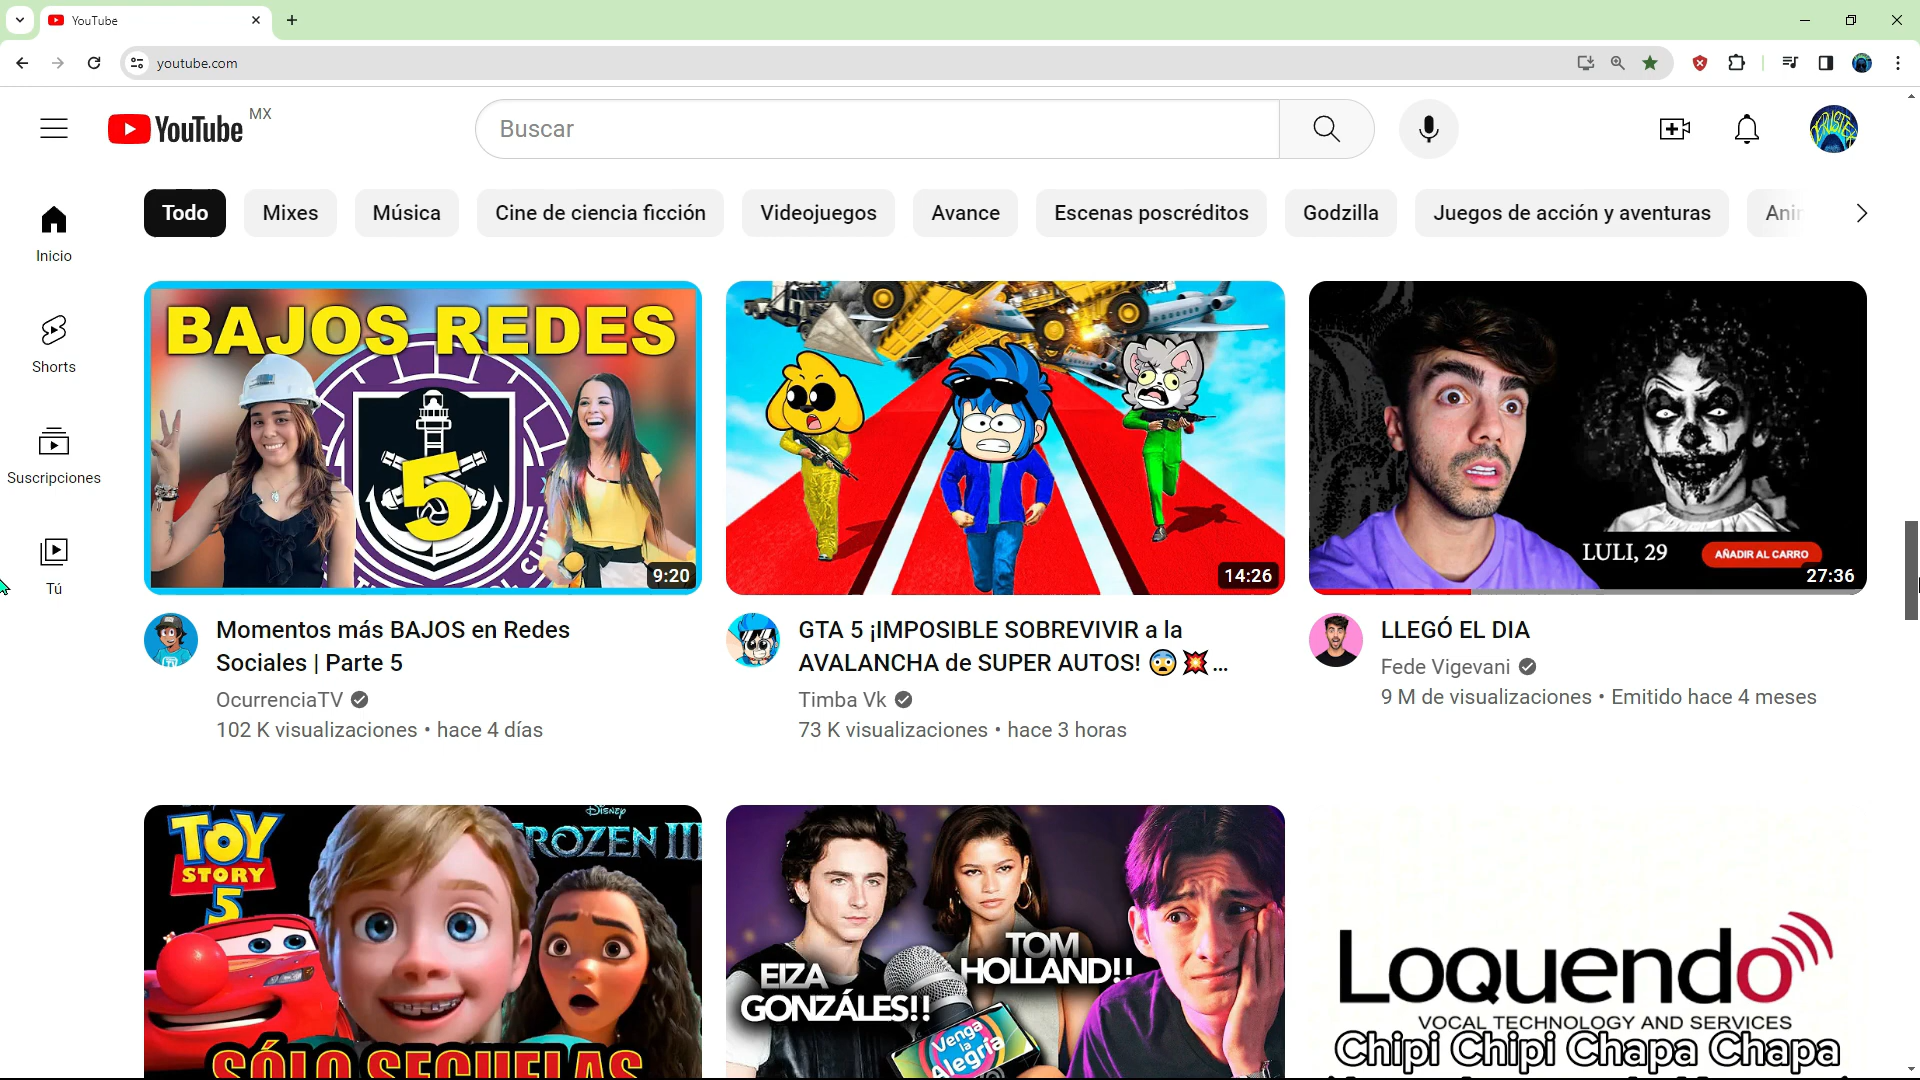 YouTube
youtube.com
YouTube MX
Buscar
Todo
Mixes
Música
Cine de ciencia ficción
Videojuegos
Avance
Escenas poscréditos
Godzilla
Juegos de acción y aventuras
Inicio
Shorts
Suscripciones
Tú
BAJOS REDES
5
9:20
14:26
LULI, 29
AÑADIR AL CARRO
27:36
Momentos más BAJOS en Redes
Sociales | Parte 5
OcurrenciaTV
102 K visualizaciones • hace 4 días
GTA 5 ¡IMPOSIBLE SOBREVIVIR a la
AVALANCHA de SUPER AUTOS! 😨💥...
Timba Vk
73 K visualizaciones • hace 3 horas
LLEGÓ EL DIA
Fede Vigevani
9 M de visualizaciones • Emitido hace 4 meses
TOY
STORY
5
Disney
FROZEN III
SÓLO SECUELAS
EIZA
GONZÁLES!!
TOM
HOLLAND!!
Venga
la
Alegría
Loquendo
VOCAL TECHNOLOGY AND SERVICES
Chipi Chipi Chapa Chapa